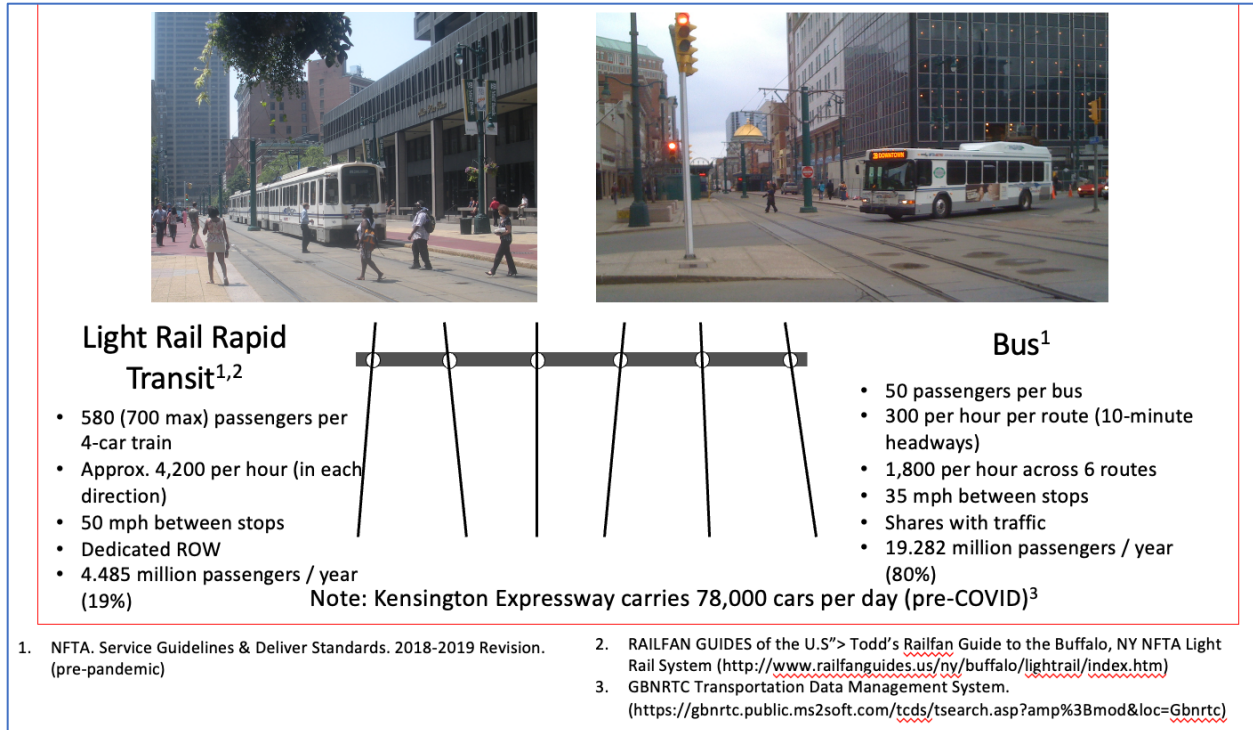 DOWNTOWN
Light Rail Rapid
Transit1,2
• 580 (700 max) passengers per
4-car train
• Approx. 4,200 per hour (in each
direction)
• 50 mph between stops
• Dedicated ROW
• 4.485 million passengers / year
(19%)
Bus1
• 50 passengers per bus
• 300 per hour per route (10-minute
headways)
• 1,800 per hour across 6 routes
• 35 mph between stops
• Shares with traffic
• 19.282 million passengers / year
(80%)
Note: Kensington Expressway carries 78,000 cars per day (pre-COVID)3
1. NFTA. Service Guidelines & Deliver Standards. 2018-2019 Revision.
(pre-pandemic)
2. RAILFAN GUIDES of the U.S”> Todd’s Railfan Guide to the Buffalo, NY NFTA Light
Rail System (http://www.railfanguides.us/ny/buffalo/lightrail/index.htm)
3. GBNRTC Transportation Data Management System.
(https://gbnrtc.public.ms2soft.com/tcds/tsearch.asp?amp%3Bmod&loc=Gbnrtc)